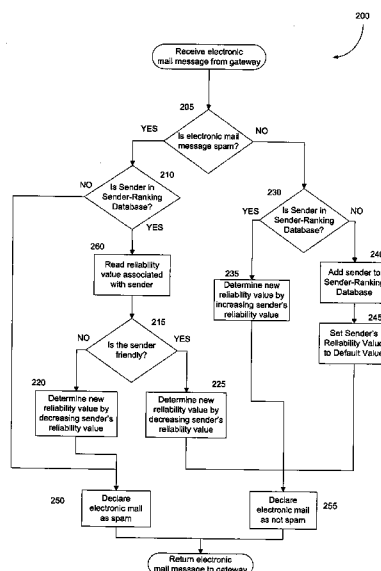 200
Receive electronic
mail message from gateway
205
YES
Is electronic mail
message spam?
NO
210
NO
Is Sender in
Sender-Ranking
Database?
YES
230
YES
Is Sender in
Sender-Ranking
Database?
NO
260
Read reliability
value associated
with sender
235
Determine new
reliability value by
increasing sender's
reliability value
240
Add sender to
Sender-Ranking
Database
245
Set Sender's
Reliability Value
to Default Value
215
NO
Is the sender
friendly?
YES
220
Determine new
reliability value by
decreasing sender's
reliability value
225
Determine new
reliability value by
decreasing sender's
reliability value
250
Declare
electronic mail
as spam
Declare
electronic mail
as not spam
255
Return electronic
mail message to gateway